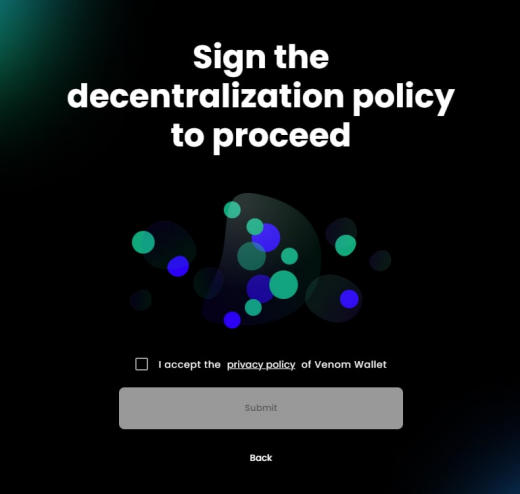 Sign the
decentralization policy
to proceed
I accept the privacy policy of Venom Wallet
Submit
Back